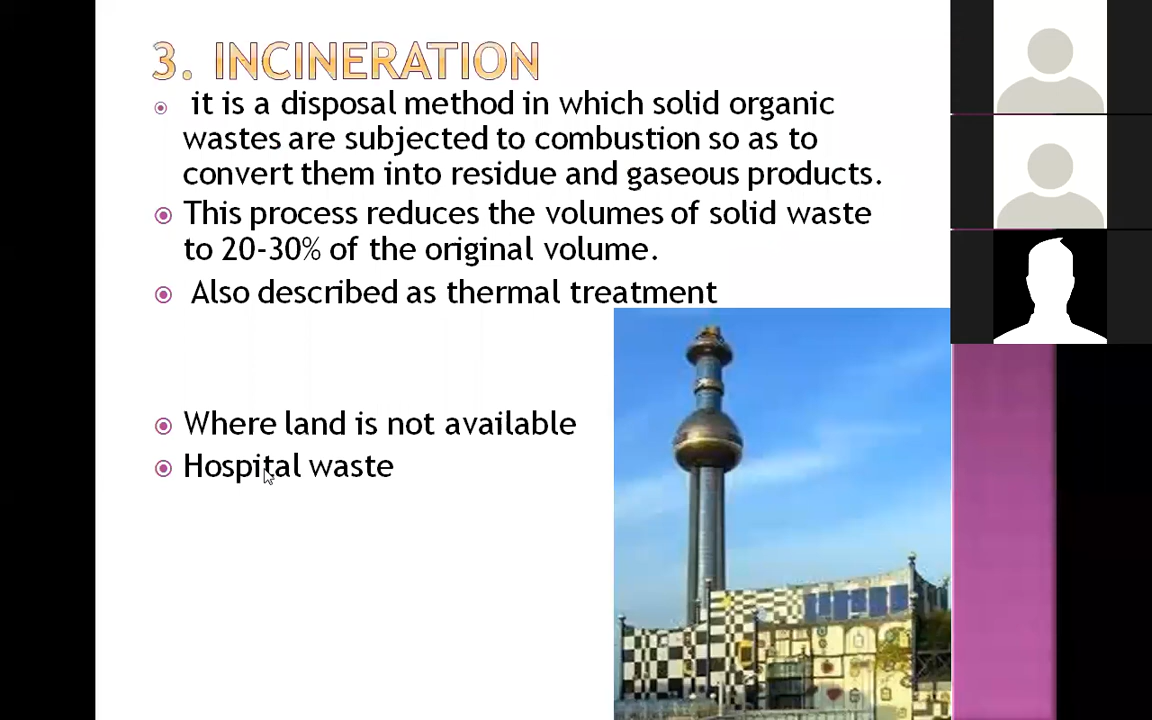 3. INCINERATION
it is a disposal method in which solid organic
wastes are subjected to combustion so as to
convert them into residue and gaseous products.
This process reduces the volumes of solid waste
to 20-30% of the original volume.
Also described as thermal treatment
Where land is not available
Hospital waste